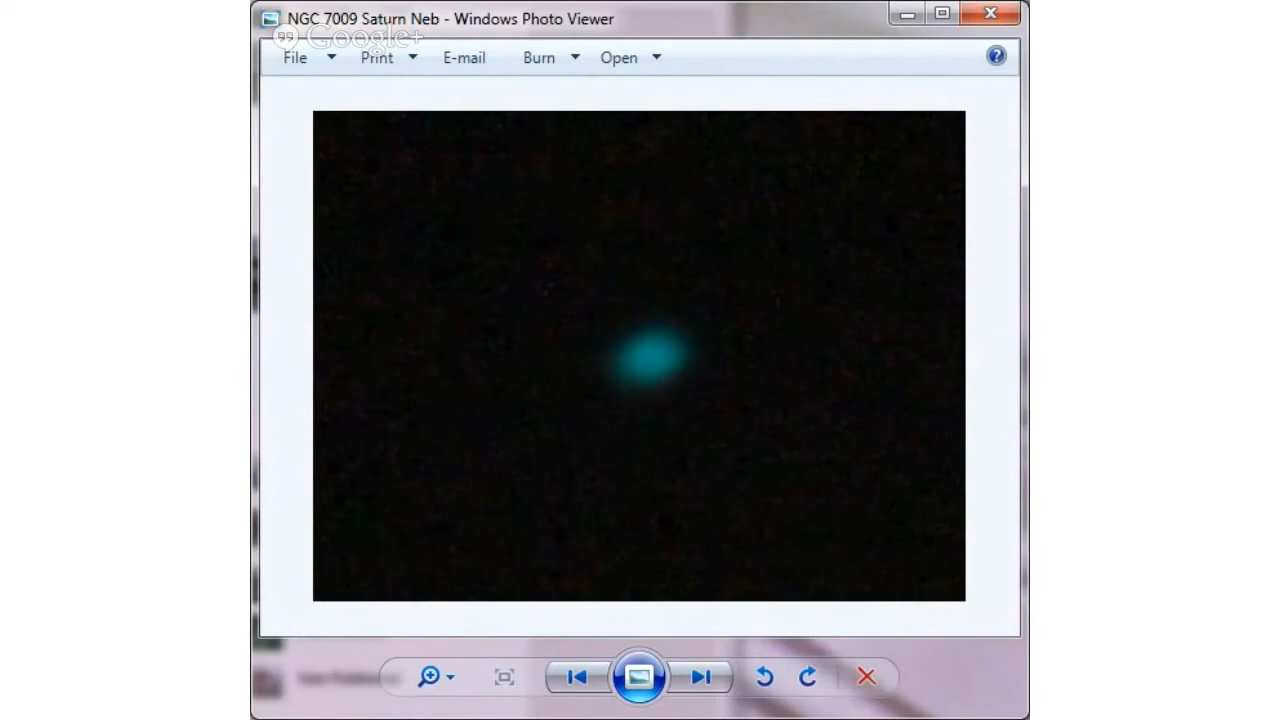 NGC 7009 Saturn Neb - Windows Photo Viewer
Google+
File Print E-mail Burn Open